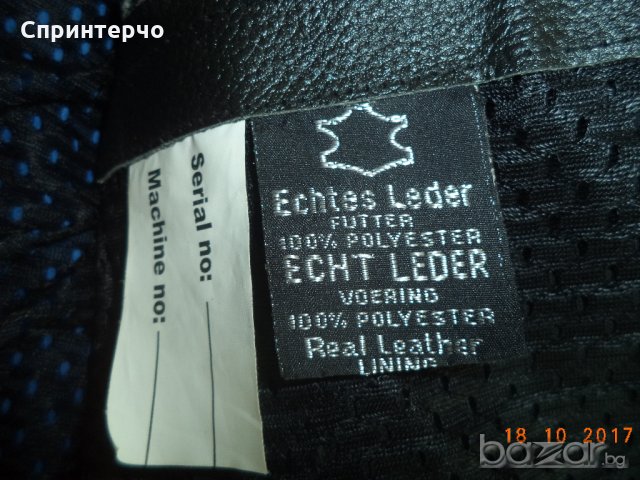 Спринтерчо
Serial no:
Machine no:
Echtes Leder
FUTTER
100% POLYESTER
ECHT LEDER
VOERING
100% POLYESTER
Real Leather
LINING
18 10 2017
bazar.bg